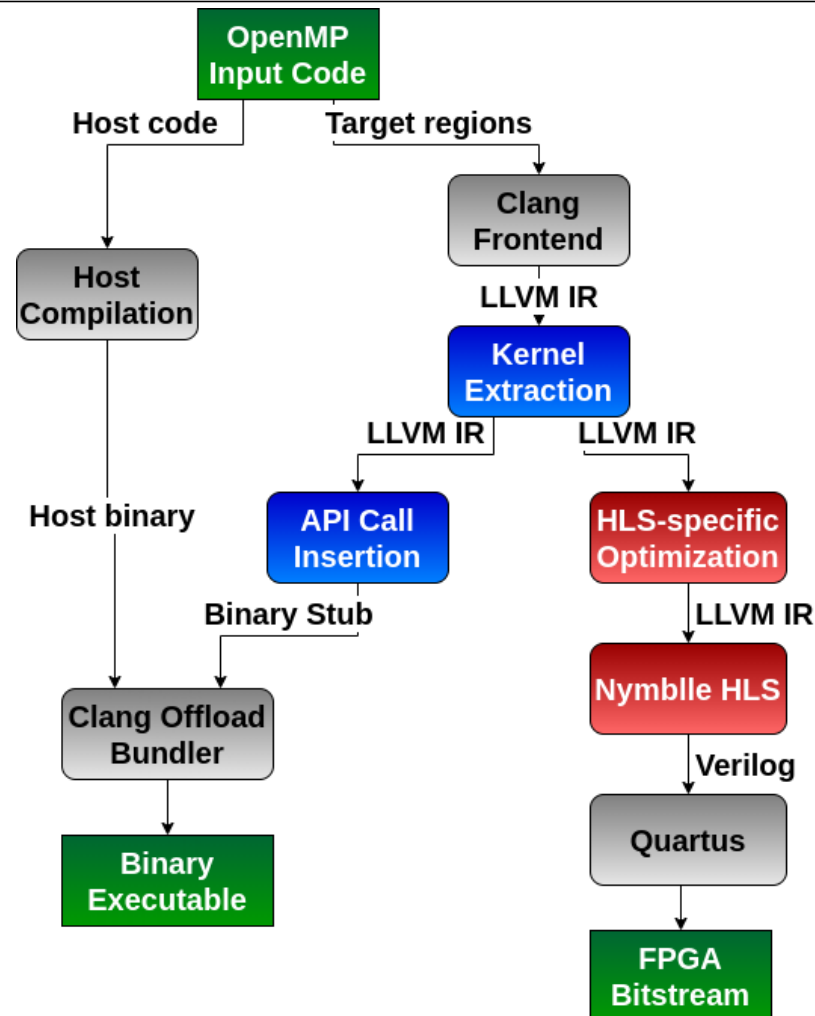 OpenMP
Input Code
Host code
Target regions
Clang
Frontend
Host
Compilation
LLVM IR
Kernel
Extraction
LLVM IR
LLVM IR
Host binary
API Call
Insertion
HLS-specific
Optimization
Binary Stub
LLVM IR
Clang Offload
Bundler
Nymblle HLS
Verilog
Quartus
Binary
Executable
FPGA
Bitstream